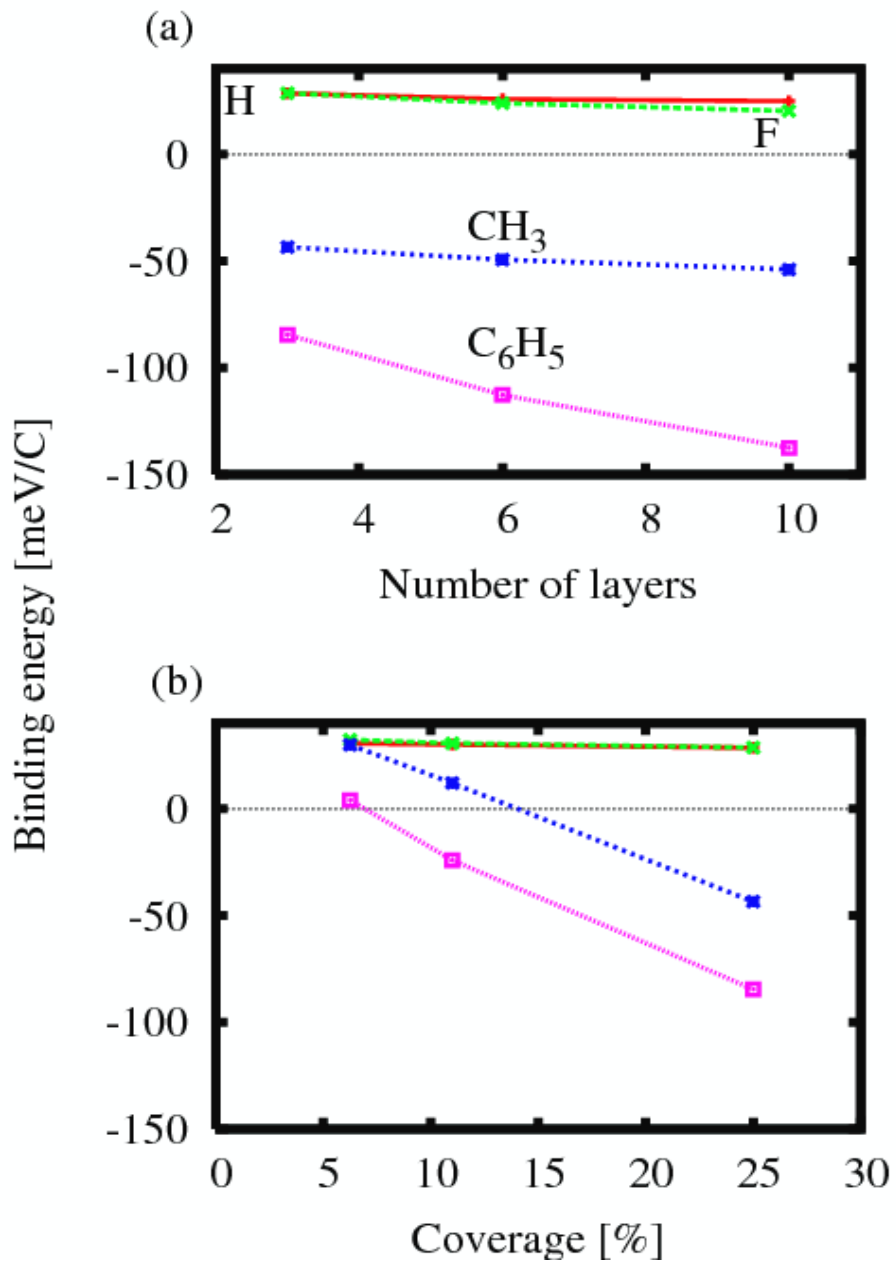 (a)
H
F
0
CH3
-50
C6H5
-100
-150
2 4 6 8 10
Number of layers
Binding energy [meV/C]
(b)
0
-50
-100
-150
0 5 10 15 20 25 30
Coverage [%]